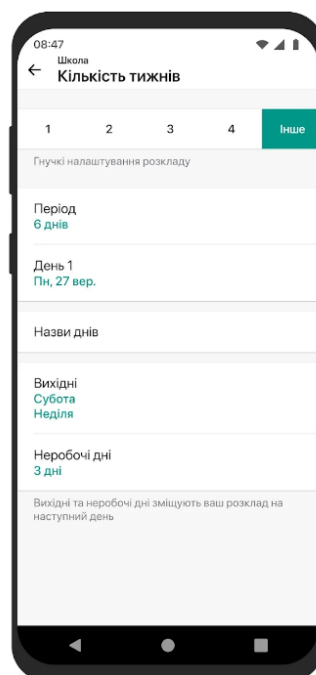 08:47
Школа
Кількість тижнів
1 2 3 4 Інше
Гнучкі налаштування розкладу
Період
6 днів
День 1
Пн, 27 вер.
Назви днів
Вихідні
Субота
Неділя
Неробочі дні
3 дні
Вихідні та неробочі дні зміщують ваш розклад на
наступний день